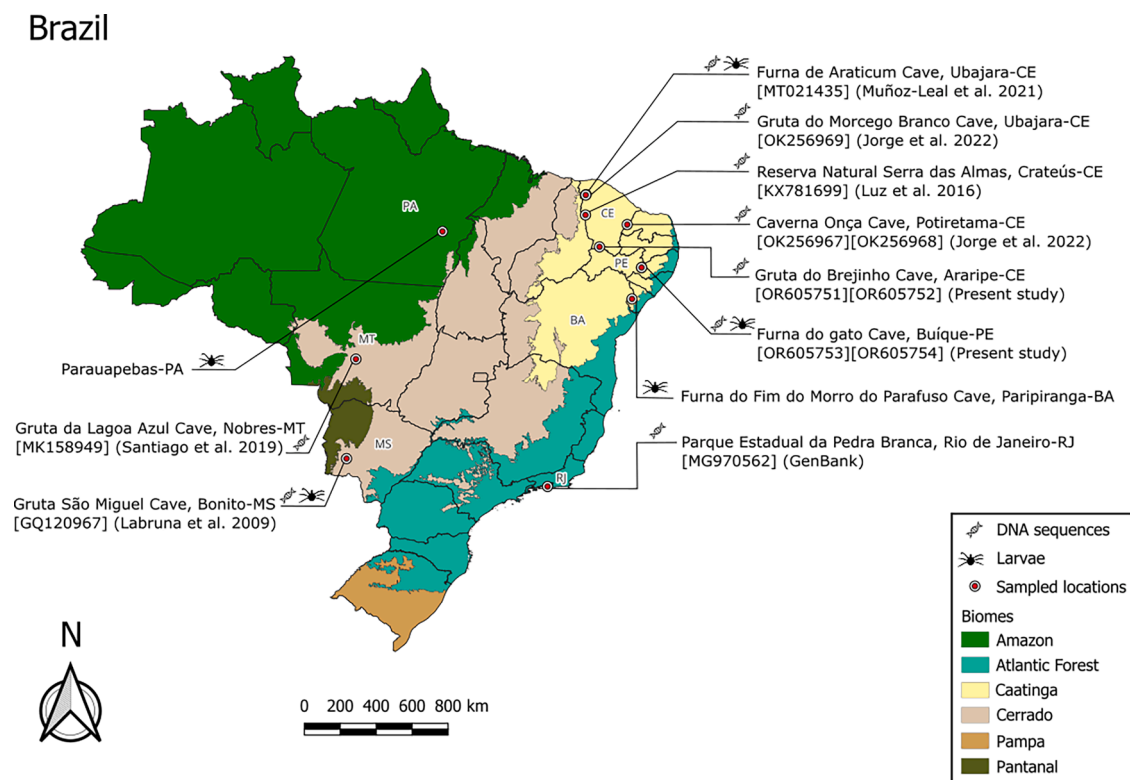 Brazil
Furna de Araticum Cave, Ubajara-CE
[MT021435] (Muñoz-Leal et al. 2021)
Gruta do Morcego Branco Cave, Ubajara-CE
[OK256969] (Jorge et al. 2022)
Reserva Natural Serra das Almas, Crateús-CE
[KX781699] (Luz et al. 2016)
Caverna Onça Cave, Potiretama-CE
[OK256967][OK256968] (Jorge et al. 2022)
Gruta do Brejinho Cave, Araripe-CE
[OR605751][OR605752] (Present study)
Furna do gato Cave, Buíque-PE
[OR605753][OR605754] (Present study)
Furna do Fim do Morro do Parafuso Cave, Paripiranga-BA
Parque Estadual da Pedra Branca, Rio de Janeiro-RJ
[MG970562] (GenBank)
PA
CE
PE
BA
MT
MS
RJ
Parauapebas-PA
Gruta da Lagoa Azul Cave, Nobres-MT
[MK158949] (Santiago et al. 2019)
Gruta São Miguel Cave, Bonito-MS
[GQ120967] (Labruna et al. 2009)
N
0 200 400 600 800 km
DNA sequences
Larvae
Sampled locations
Biomes
Amazon
Atlantic Forest
Caatinga
Cerrado
Pampa
Pantanal